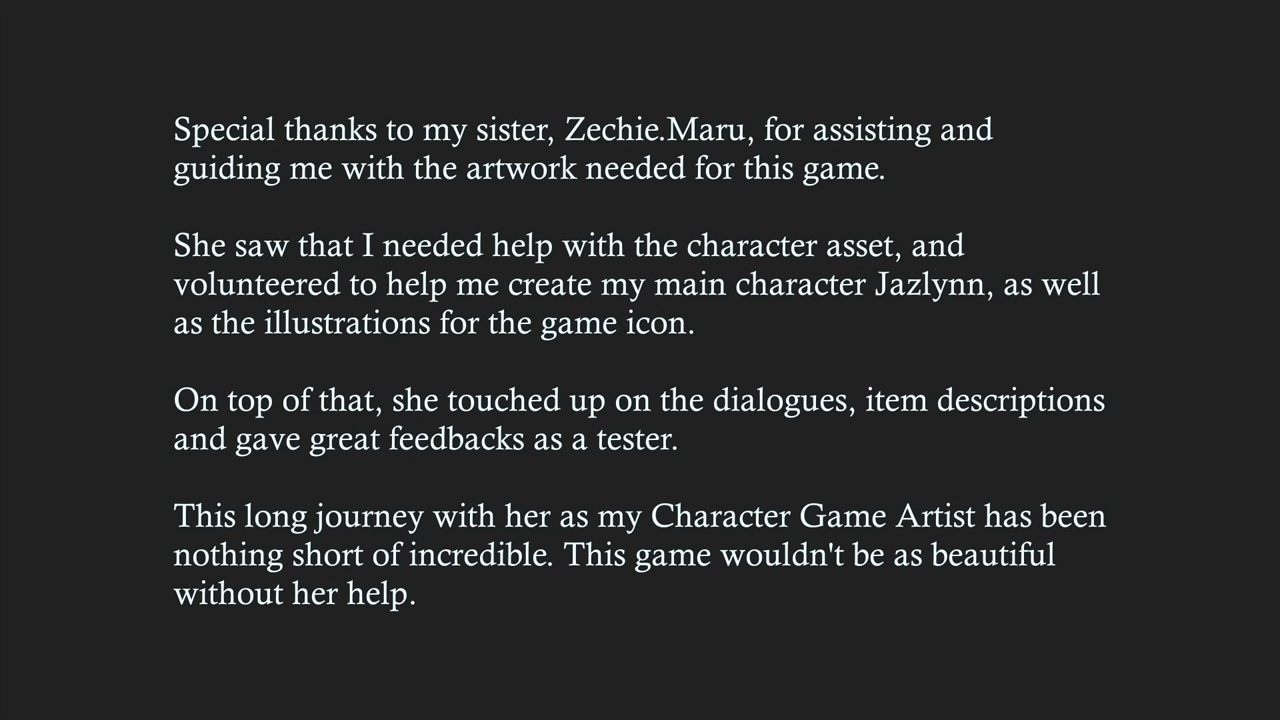 Special thanks to my sister, Zechie.Maru, for assisting and
guiding me with the artwork needed for this game.
She saw that I needed help with the character asset, and
volunteered to help me create my main character Jazlynn, as well
as the illustrations for the game icon.
On top of that, she touched up on the dialogues, item descriptions
and gave great feedbacks as a tester.
This long journey with her as my Character Game Artist has been
nothing short of incredible. This game wouldn't be as beautiful
without her help.